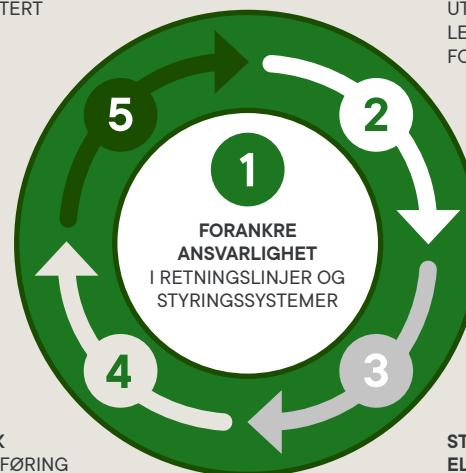 TERT
UT
LE
FO
5
2
1
FORANKRE
ANSVARLIGHET
I RETNINGSLINJER OG
STYRINGSSYSTEMER
4
3
K
FØRING
ST
EL